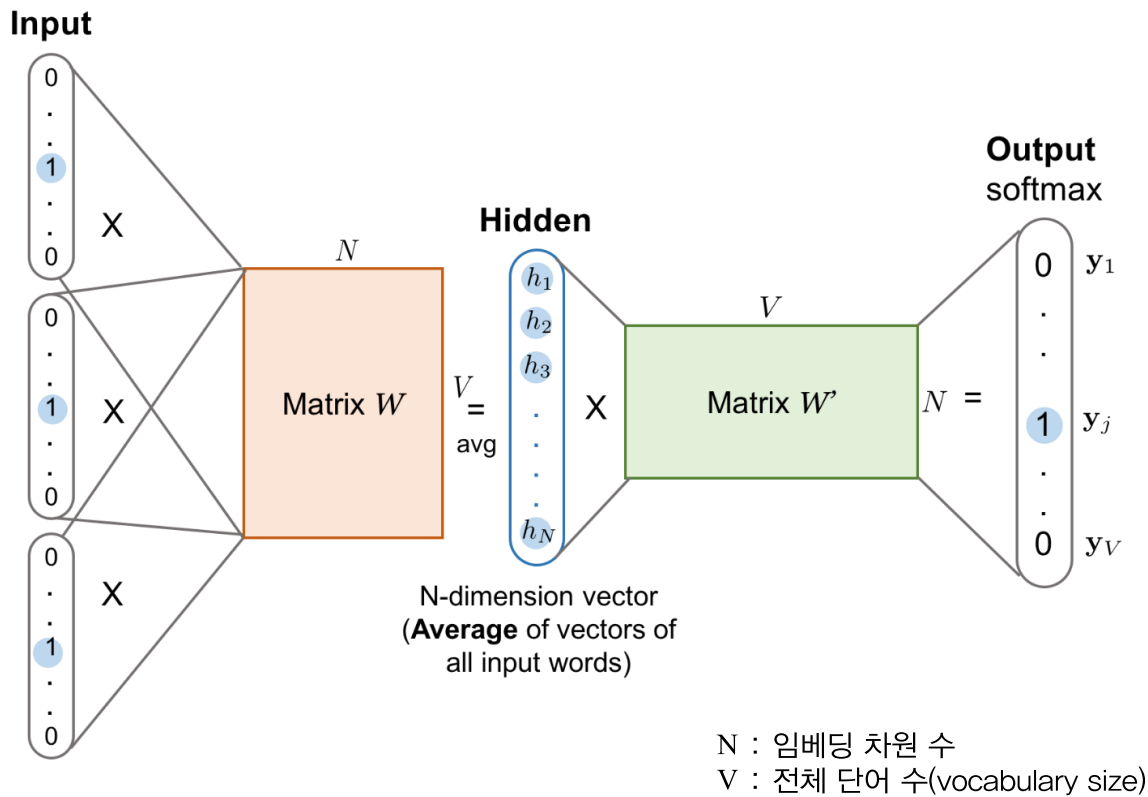 Input
0
.
.
1
.
.
0
X
0
.
.
1
.
.
0
X
0
.
.
1
.
.
0
X
N
Matrix W
V
=
avg
Hidden
h1
h2
h3
.
.
.
.
hN
N-dimension vector
(Average of vectors of
all input words)
X
V
Matrix W’
N =
Output
softmax
0 y1
.
.
1 yj
.
.
0 yV
N : 임베딩 차원 수
V : 전체 단어 수(vocabulary size)